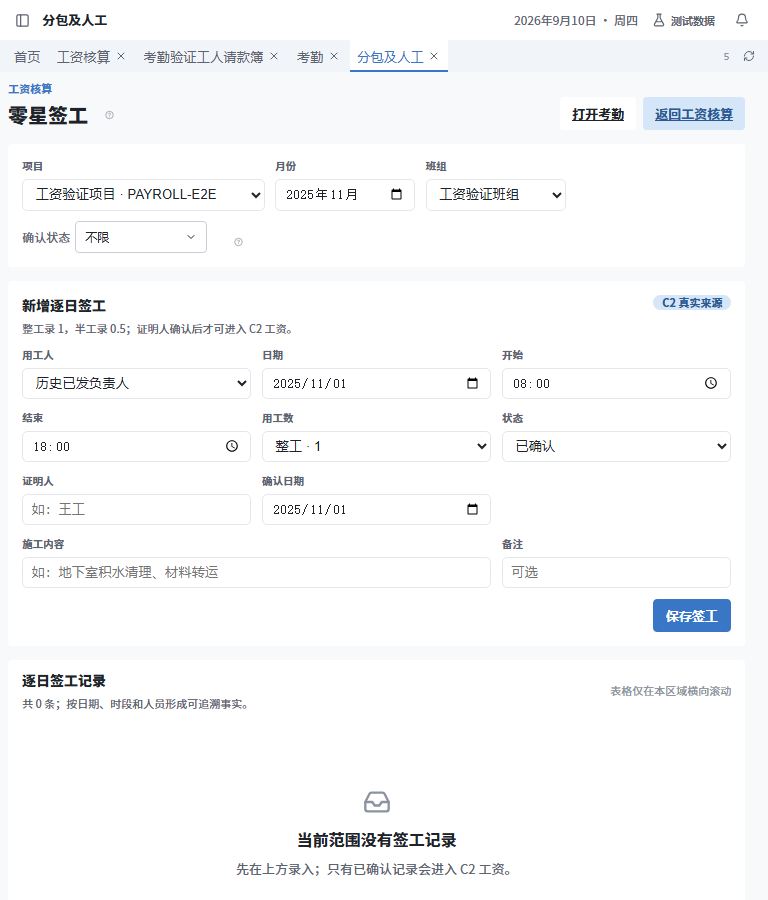 分包及人工
2026年9月10日 · 周四 测试数据
首页 工资核算 × 考勤验证工人请款簿 × 考勤 × 分包及人工 × 5
工资核算
零星签工
打开考勤 返回工资核算
项目 月份 班组
工资验证项目 · PAYROLL-E2E 2025年11月 工资验证班组
确认状态 不限
新增逐日签工 C2 真实来源
整工录 1，半工录 0.5；证明人确认后才可进入 C2 工资。
用工人 日期 开始
历史已发负责人 2025/11/01 08:00
结束 用工数 状态
18:00 整工 · 1 已确认
证明人 确认日期
如：王工 2025/11/01
施工内容 备注
如：地下室积水清理、材料转运 可选
保存签工
逐日签工记录
共 0 条；按日期、时段和人员形成可追溯事实。 表格仅在本区域横向滚动
当前范围没有签工记录
先在上方录入；只有已确认记录会进入 C2 工资。